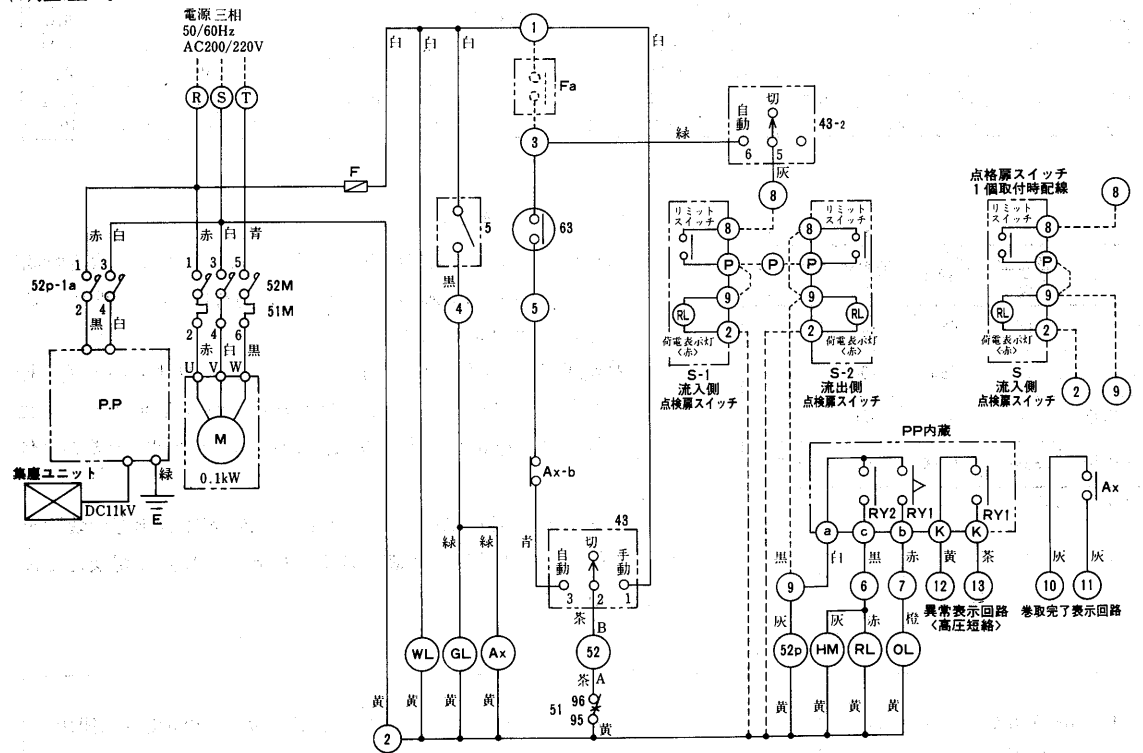 電源 三相
50/60Hz
AC200/220V
R
S
T
F
白
白
白
1
白
Fa
3
緑
自動
切
43-2
6
5
灰
8
赤
白
赤
白
青
1
3
52p-1a
2
4
黒
白
1
3
5
52M
51M
2
4
6
赤
白
黒
U
V
W
P.P
M
0.1kW
集塵ユニット
DC11kV
緑
E
5
黒
4
63
5
リミット
スイッチ
8
P
9
RL
2
荷電表示灯
〈赤〉
S-1
流入側
点検扉スイッチ
P
リミット
スイッチ
8
P
9
RL
2
荷電表示灯
〈赤〉
S-2
流出側
点検扉スイッチ
点格扉スイッチ
1個取付時配線
リミット
スイッチ
8
P
9
RL
2
荷電表示灯
〈赤〉
S
流入側
点検扉スイッチ
8
2
9
Ax-b
緑
緑
青
43
自動
切
手動
3
2
1
茶
B
52
茶
A
96
51
95
黄
WL
GL
Ax
黄
黄
黄
黄
2
PP内蔵
RY2
RY1
RY1
a
c
b
K
K
黒
白
黒
赤
黄
茶
9
6
7
12
13
異常表示回路
〈高圧短絡〉
灰
灰
赤
橙
52p
HM
RL
OL
黄
黄
黄
黄
Ax
灰
灰
10
11
巻取完了表示回路